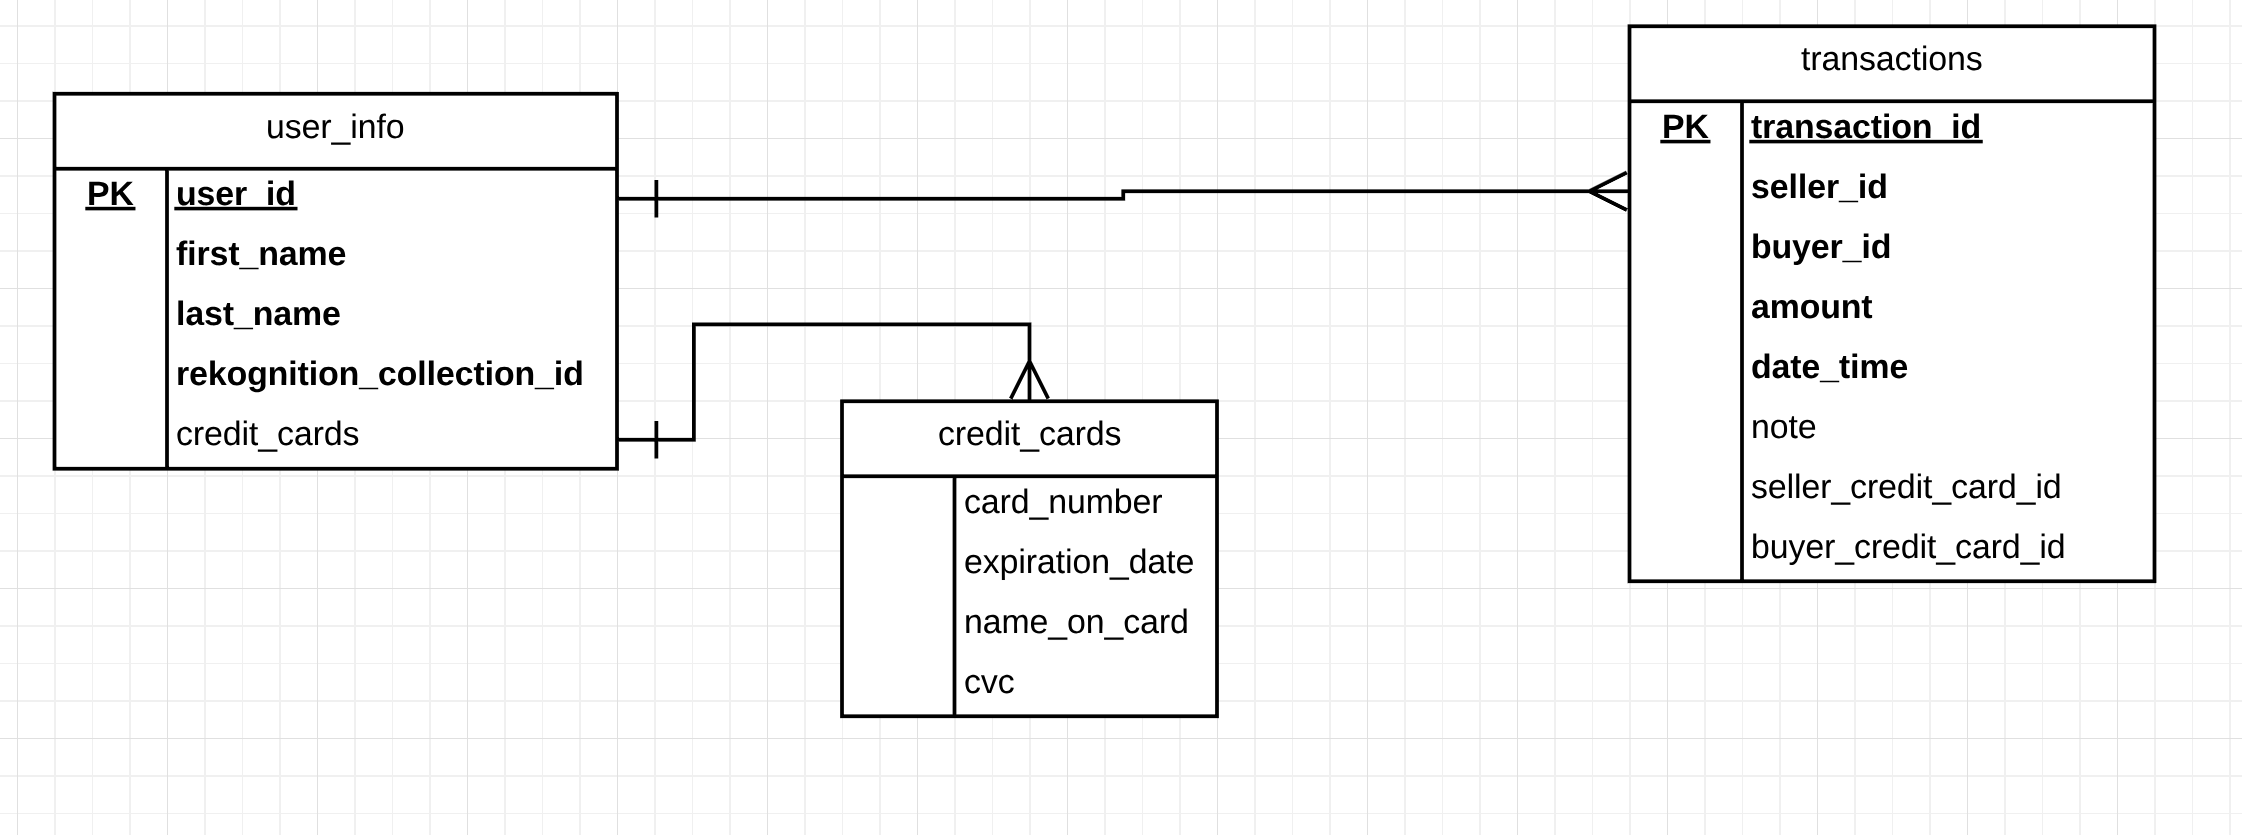 user_info
PK user_id
first_name
last_name
rekognition_collection_id
credit_cards
credit_cards
card_number
expiration_date
name_on_card
cvc
transactions
PK transaction_id
seller_id
buyer_id
amount
date_time
note
seller_credit_card_id
buyer_credit_card_id